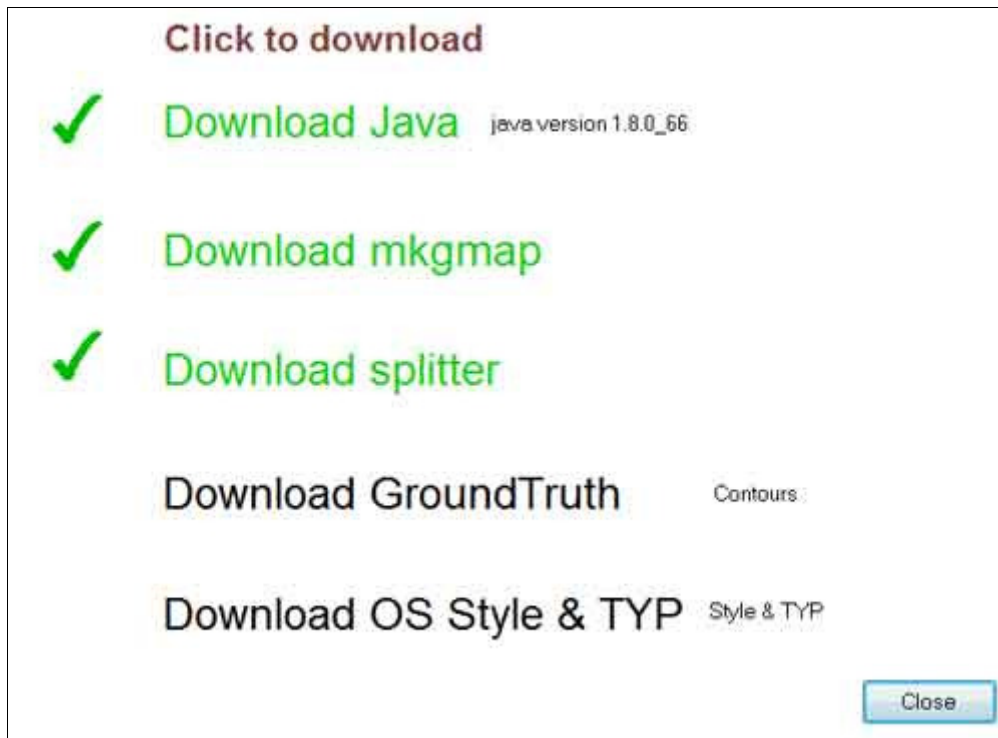 Click to download
Download Java java version 1.8.0_66
Download mkgmap
Download splitter
Download GroundTruth Contours
Download OS Style & TYP Style & TYP
Close